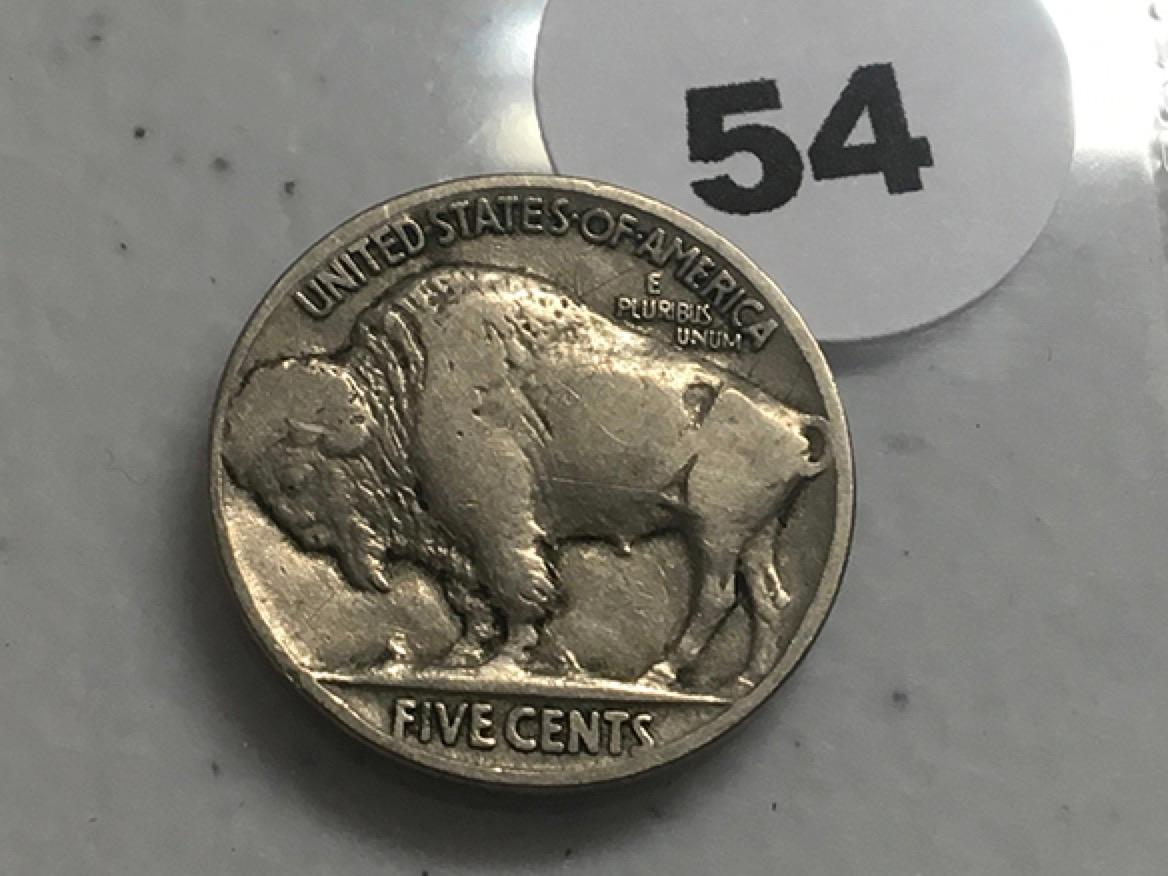 54
UNITED STATES·OF·AMERICA
E
PLURIBUS
UNUM
FIVE CENTS